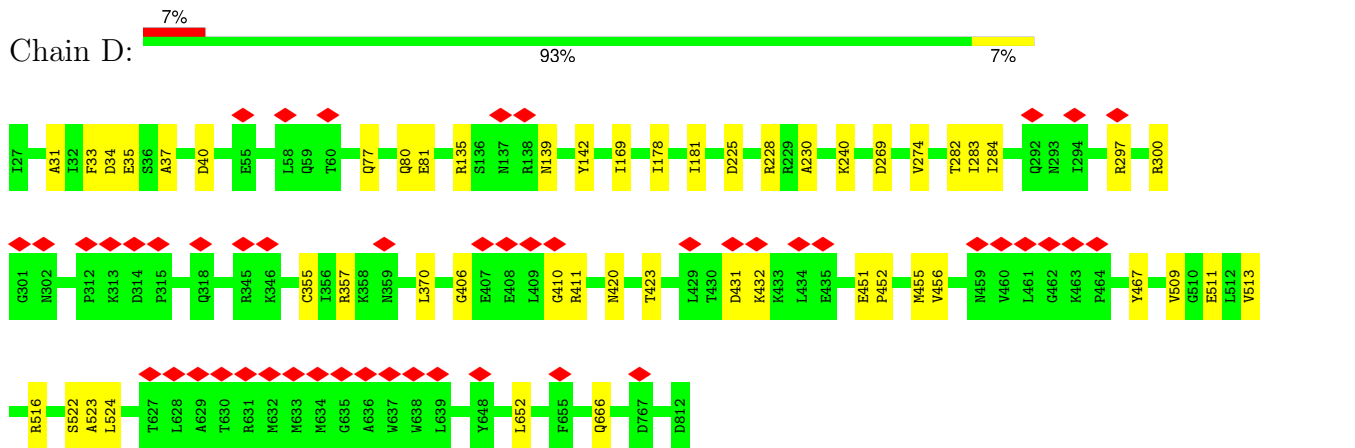 7%
Chain D:
93% 7%
I27 A31 I32 F33 D34 E35 S36 A37 D40 E55 L58 Q59 T60 Q77 Q80 E81 R135 S136 N137 R138 N139 Y142 I169 I178 I181 D225 R228 R229 A230 K240 D269 V274 T282 I283 I284 Q292 N293 I294 R297 R300
G301 N302 P312 K313 D314 P315 Q318 R345 K346 C355 I356 R357 K358 N359 L370 G406 E407 E408 L409 G410 R411 N420 T423 L429 T430 D431 K432 K433 L434 E435 E451 P452 M455 V456 N459 V460 L461 G462 K463 P464 Y467 V509 G510 E511 L512 V513
R516 S522 A523 L524 T627 L628 A629 T630 R631 M632 M633 M634 G635 A636 W637 W638 L639 Y648 L652 F655 Q666 D767 D812